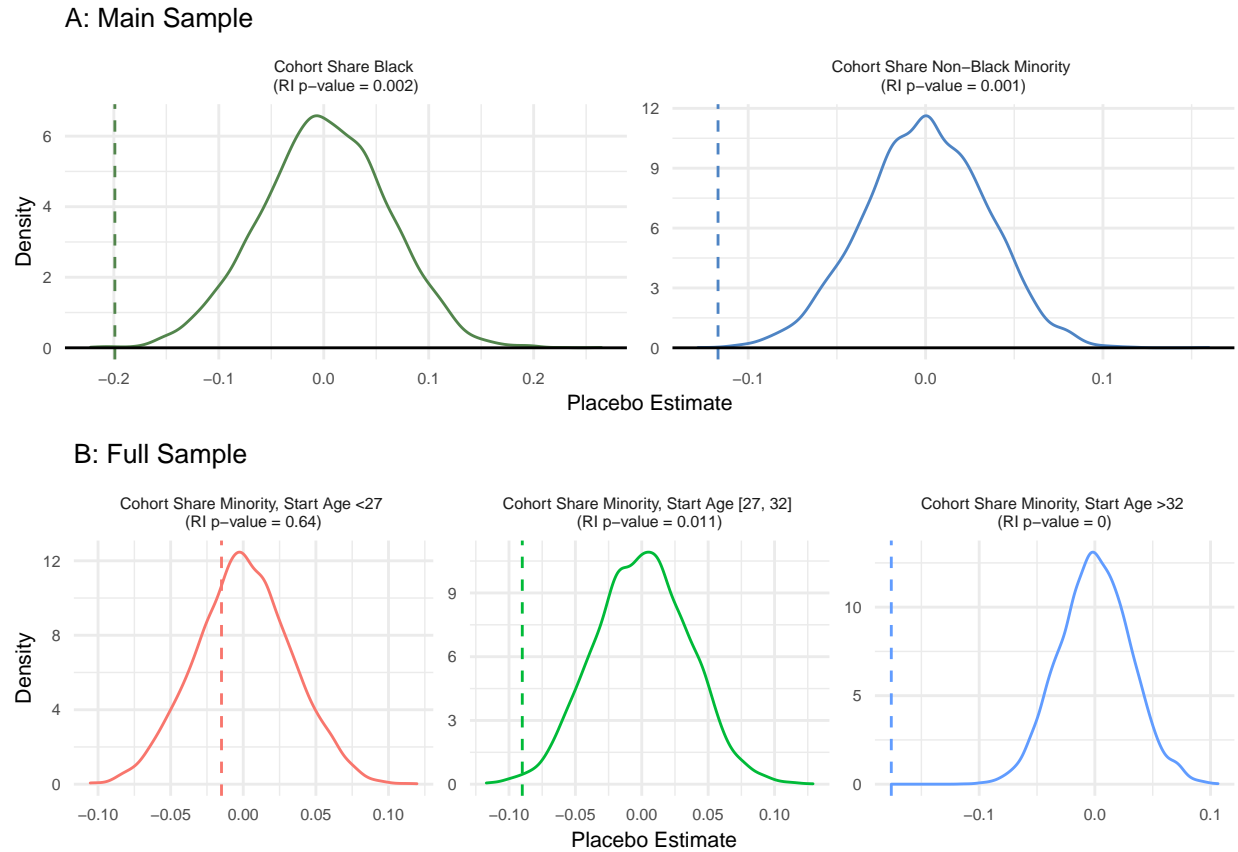 A: Main Sample
Cohort Share Black
(RI p−value = 0.002)
Cohort Share Non−Black Minority
(RI p−value = 0.001)
Density
6
4
2
0
−0.2
−0.1
0.0
0.1
0.2
12
9
6
3
0
−0.1
0.0
0.1
Placebo Estimate
B: Full Sample
Cohort Share Minority, Start Age <27
(RI p−value = 0.64)
Cohort Share Minority, Start Age [27, 32]
(RI p−value = 0.011)
Cohort Share Minority, Start Age >32
(RI p−value = 0)
Density
12
8
4
0
−0.10
−0.05
0.00
0.05
0.10
9
6
3
0
−0.10
−0.05
0.00
0.05
0.10
10
5
0
−0.1
0.0
0.1
Placebo Estimate